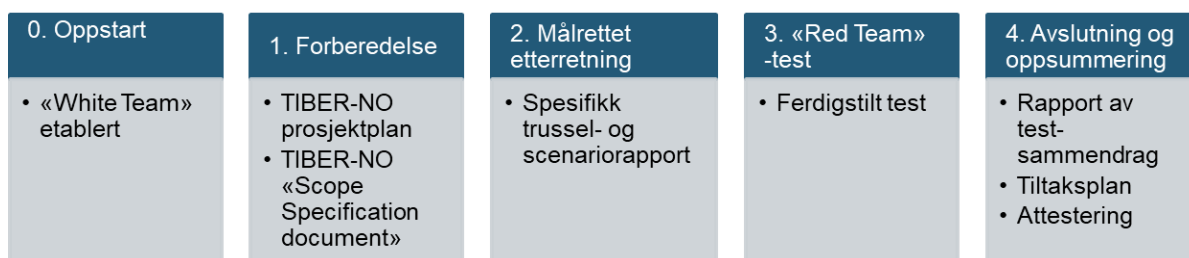 0. Oppstart
• «White Team»
etablert
1. Forberedelse
• TIBER-NO
prosjektplan
• TIBER-NO
«Scope
Specification
document»
2. Målrettet
etterretning
• Spesifikk
trussel- og
scenariorapport
3. «Red Team»
-test
• Ferdigstilt test
4. Avslutning og
oppsummering
• Rapport av
test-
sammendrag
• Tiltaksplan
• Attestering